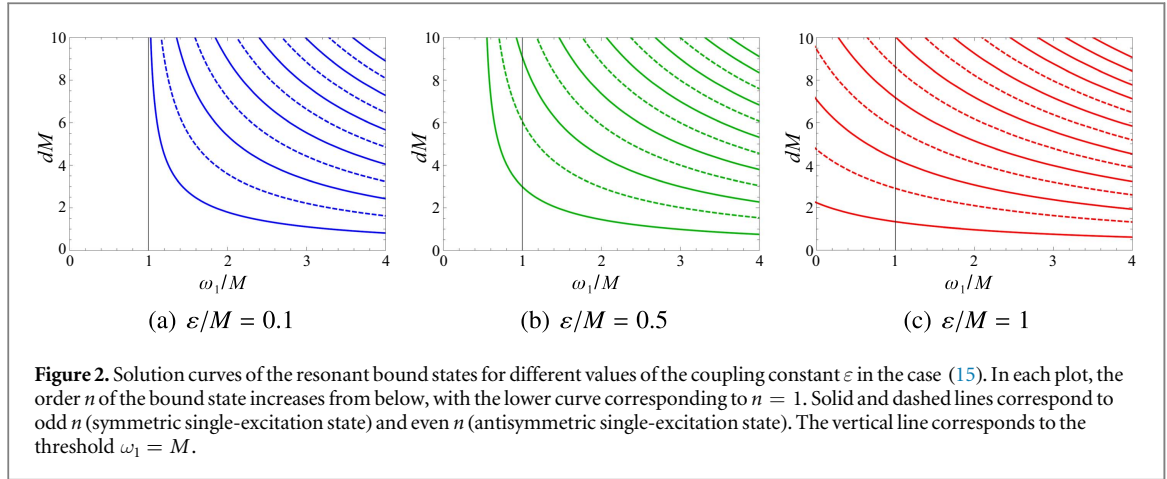 10
8
6
4
2
0
dM
0
1
2
3
4
ω₁/M
(a) ε/M = 0.1
10
8
6
4
2
0
dM
0
1
2
3
4
ω₁/M
(b) ε/M = 0.5
10
8
6
4
2
0
dM
0
1
2
3
4
ω₁/M
(c) ε/M = 1
Figure 2. Solution curves of the resonant bound states for different values of the coupling constant ε in the case (15). In each plot, the
order n of the bound state increases from below, with the lower curve corresponding to n = 1. Solid and dashed lines correspond to
odd n (symmetric single-excitation state) and even n (antisymmetric single-excitation state). The vertical line corresponds to the
threshold ω₁ = M.